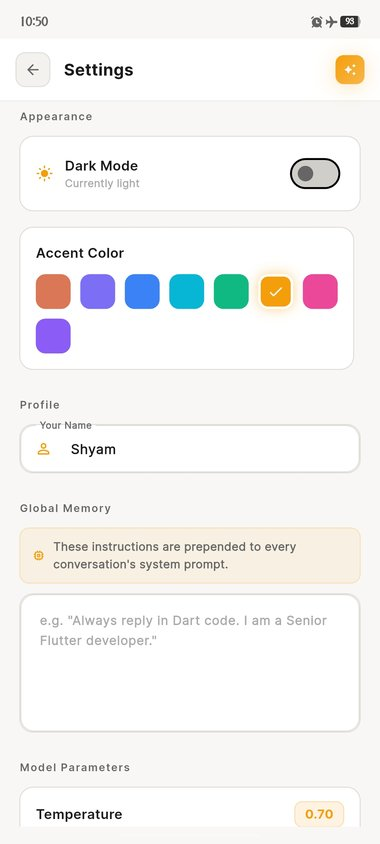 10:50
93
Settings
Appearance
Dark Mode
Currently light
Accent Color
Profile
Your Name
Shyam
Global Memory
These instructions are prepended to every
conversation's system prompt.
e.g. "Always reply in Dart code. I am a Senior
Flutter developer."
Model Parameters
Temperature
0.70